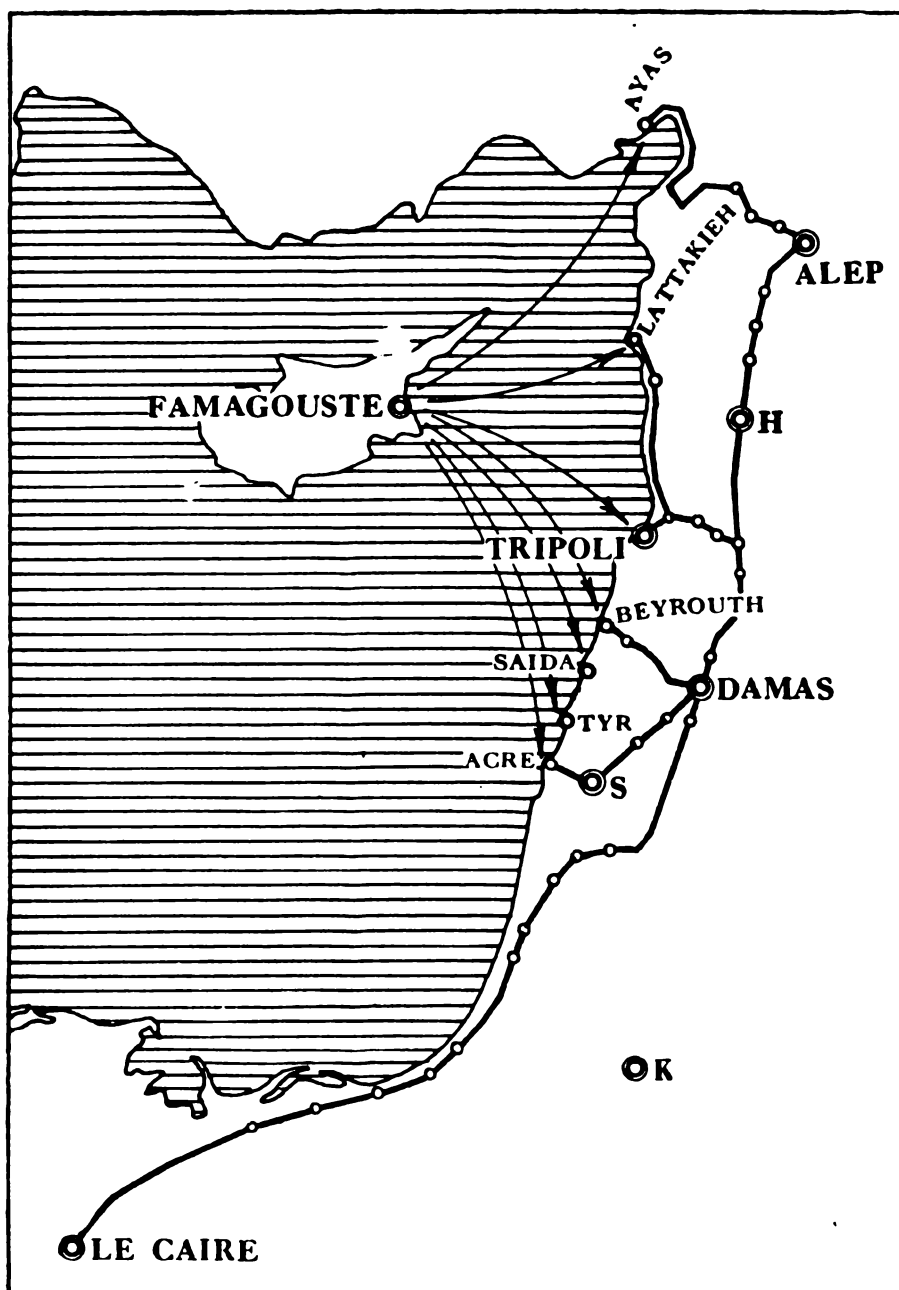 AYAS
LATTAKIEH
ALEP
FAMAGOUSTE
H
TRIPOLI
BEYROUTH
SAIDA
DAMAS
TYR
ACRE
S
K
LE CAIRE